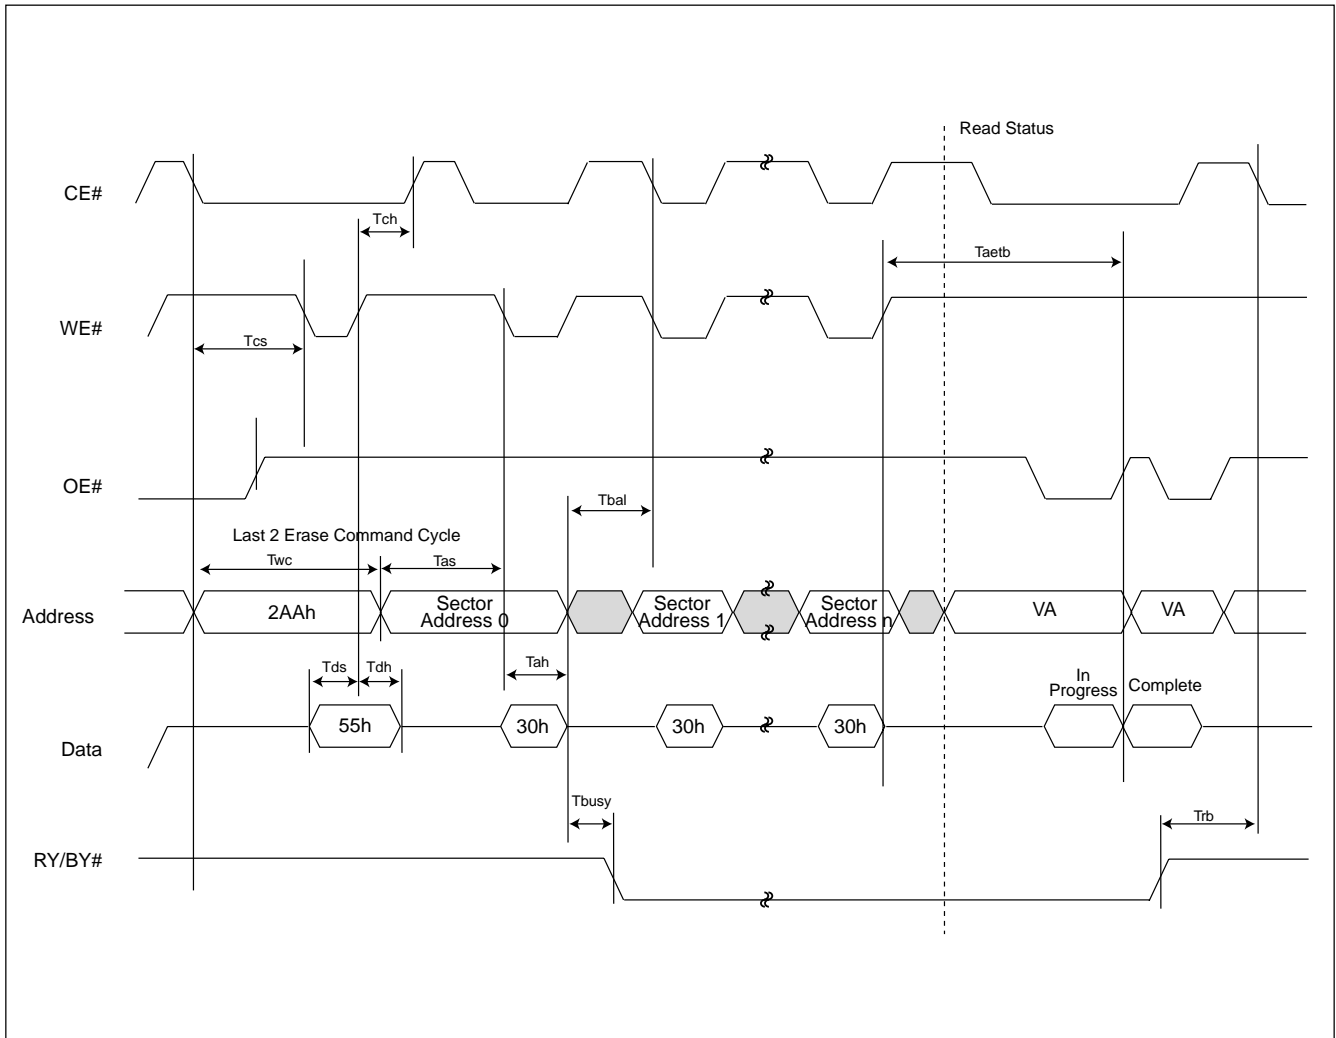 Read Status
CE#
Tch
Taetb
WE#
Tcs
OE#
Tbal
Last 2 Erase Command Cycle
Twc
Tas
Address
2AAh
Sector
Address 0
Sector
Address 1
Sector
Address n
VA
VA
Tds
Tdh
Tah
In
Progress
Complete
Data
55h
30h
30h
30h
Tbusy
Trb
RY/BY#